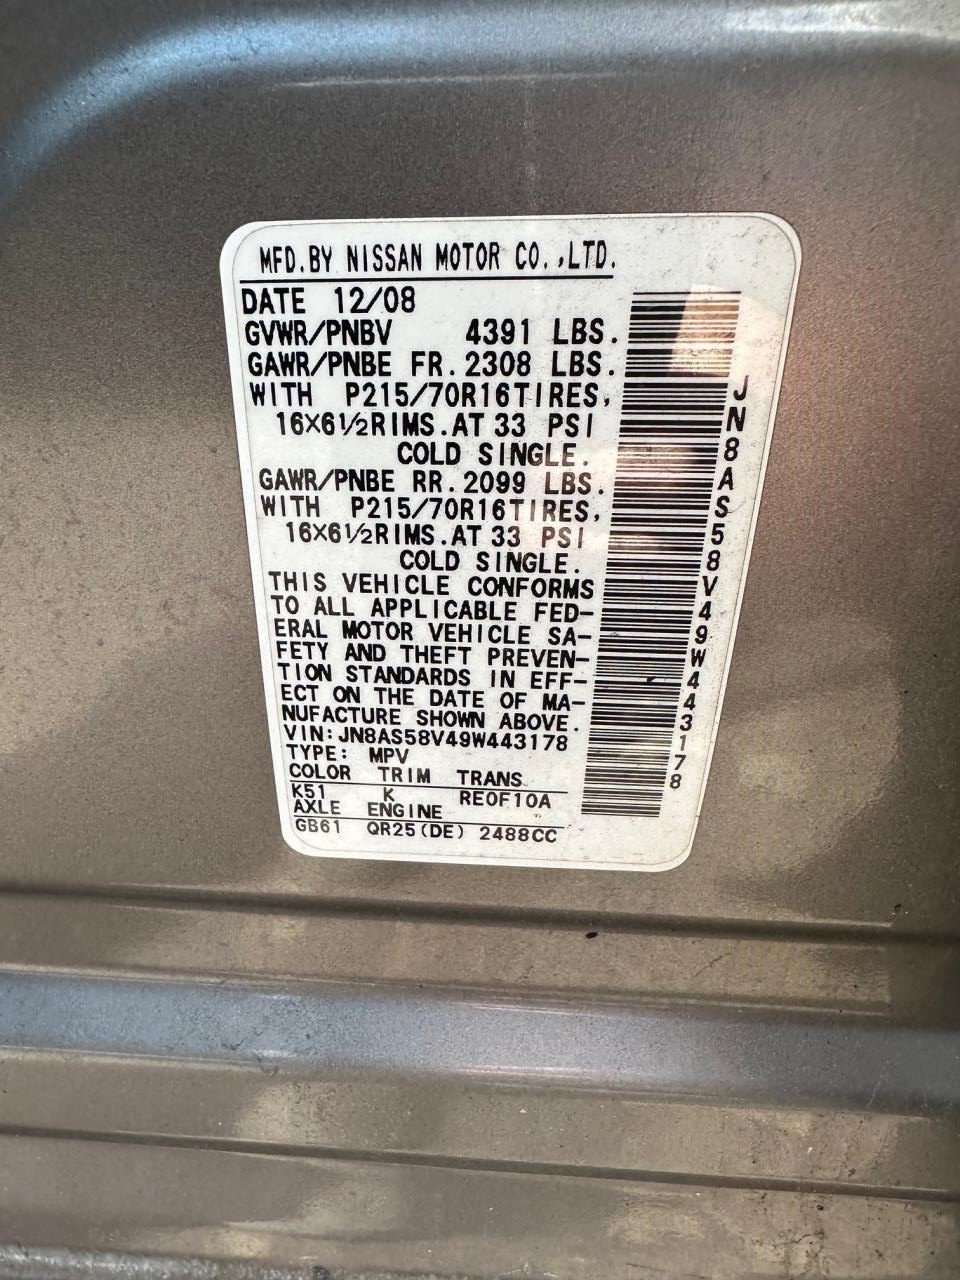 MFD.BY NISSAN MOTOR CO.,LTD.
DATE 12/08
GVWR/PNBV 4391 LBS.
GAWR/PNBE FR.2308 LBS.
WITH P215/70R16TIRES,
16X6½RIMS.AT 33 PSI
COLD SINGLE.
GAWR/PNBE RR.2099 LBS.
WITH P215/70R16TIRES,
16X6½RIMS.AT 33 PSI
COLD SINGLE.
THIS VEHICLE CONFORMS
TO ALL APPLICABLE FED-
ERAL MOTOR VEHICLE SA-
FETY AND THEFT PREVEN-
TION STANDARDS IN EFF-
ECT ON THE DATE OF MA-
NUFACTURE SHOWN ABOVE.
VIN:JN8AS58V49W443178
TYPE: MPV
COLOR TRIM TRANS
K51 K RE0F10A
AXLE ENGINE
GB61 QR25(DE) 2488CC
JN8AS58V49W443178